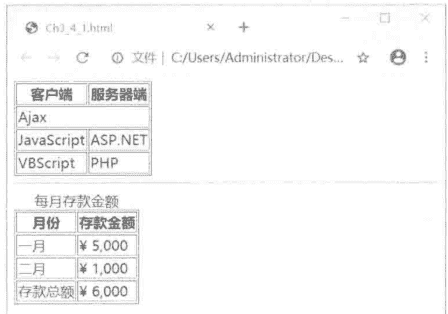 Ch3_4_1.html × +
文件 | C:/Users/Administrator/Des...
客户端 服务器端
Ajax
JavaScript ASP.NET
VBScript PHP
每月存款金额
月份 存款金额
一月 ¥ 5,000
二月 ¥ 1,000
存款总额 ¥ 6,000